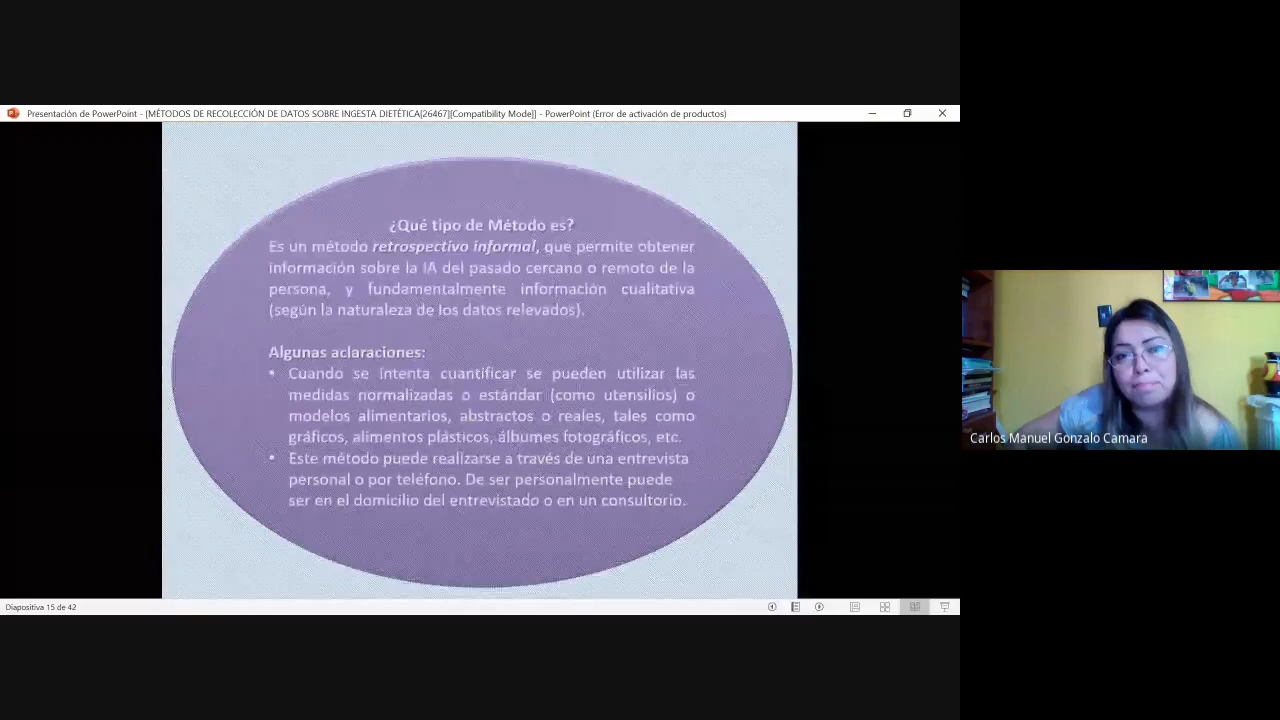 Presentación de PowerPoint - [MÉTODOS DE RECOLECCIÓN DE DATOS SOBRE INGESTA DIETÉTICA[26467][Compatibility Mode]] - PowerPoint (Error de activación de productos)
¿Qué tipo de Método es?
Es un método retrospectivo informal, que permite obtener
información sobre la IA del pasado cercano o remoto de la
persona, y fundamentalmente información cualitativa
(según la naturaleza de los datos relevados).
Algunas aclaraciones:
• Cuando se intenta cuantificar se pueden utilizar las
medidas normalizadas o estándar (como utensilios) o
modelos alimentarios, abstractos o reales, tales como
gráficos, alimentos plásticos, álbumes fotográficos, etc.
• Este método puede realizarse a través de una entrevista
personal o por teléfono. De ser personalmente puede
ser en el domicilio del entrevistado o en un consultorio.
Carlos Manuel Gonzalo Camara
Diapositiva 15 de 42